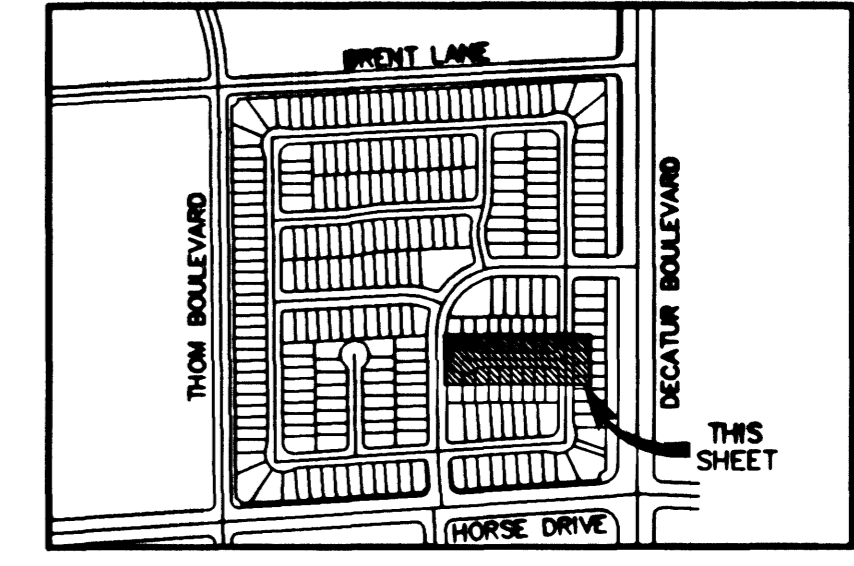 BRENT LANE
THOM BOULEVARD
DECATUR BOULEVARD
THIS
SHEET
HORSE DRIVE